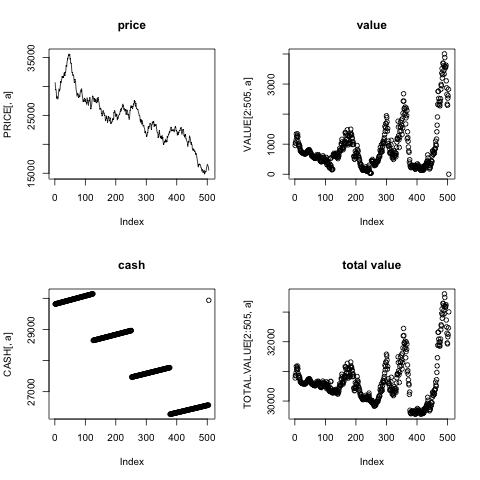 price
PRICE[, a]
15000 25000 35000
0 100 200 300 400 500
Index
value
VALUE[2:505, a]
0 1000 3000
0 100 200 300 400 500
Index
cash
CASH[, a]
27000 29000
0 100 200 300 400 500
Index
total value
TOTAL.VALUE[2:505, a]
30000 32000
0 100 200 300 400 500
Index